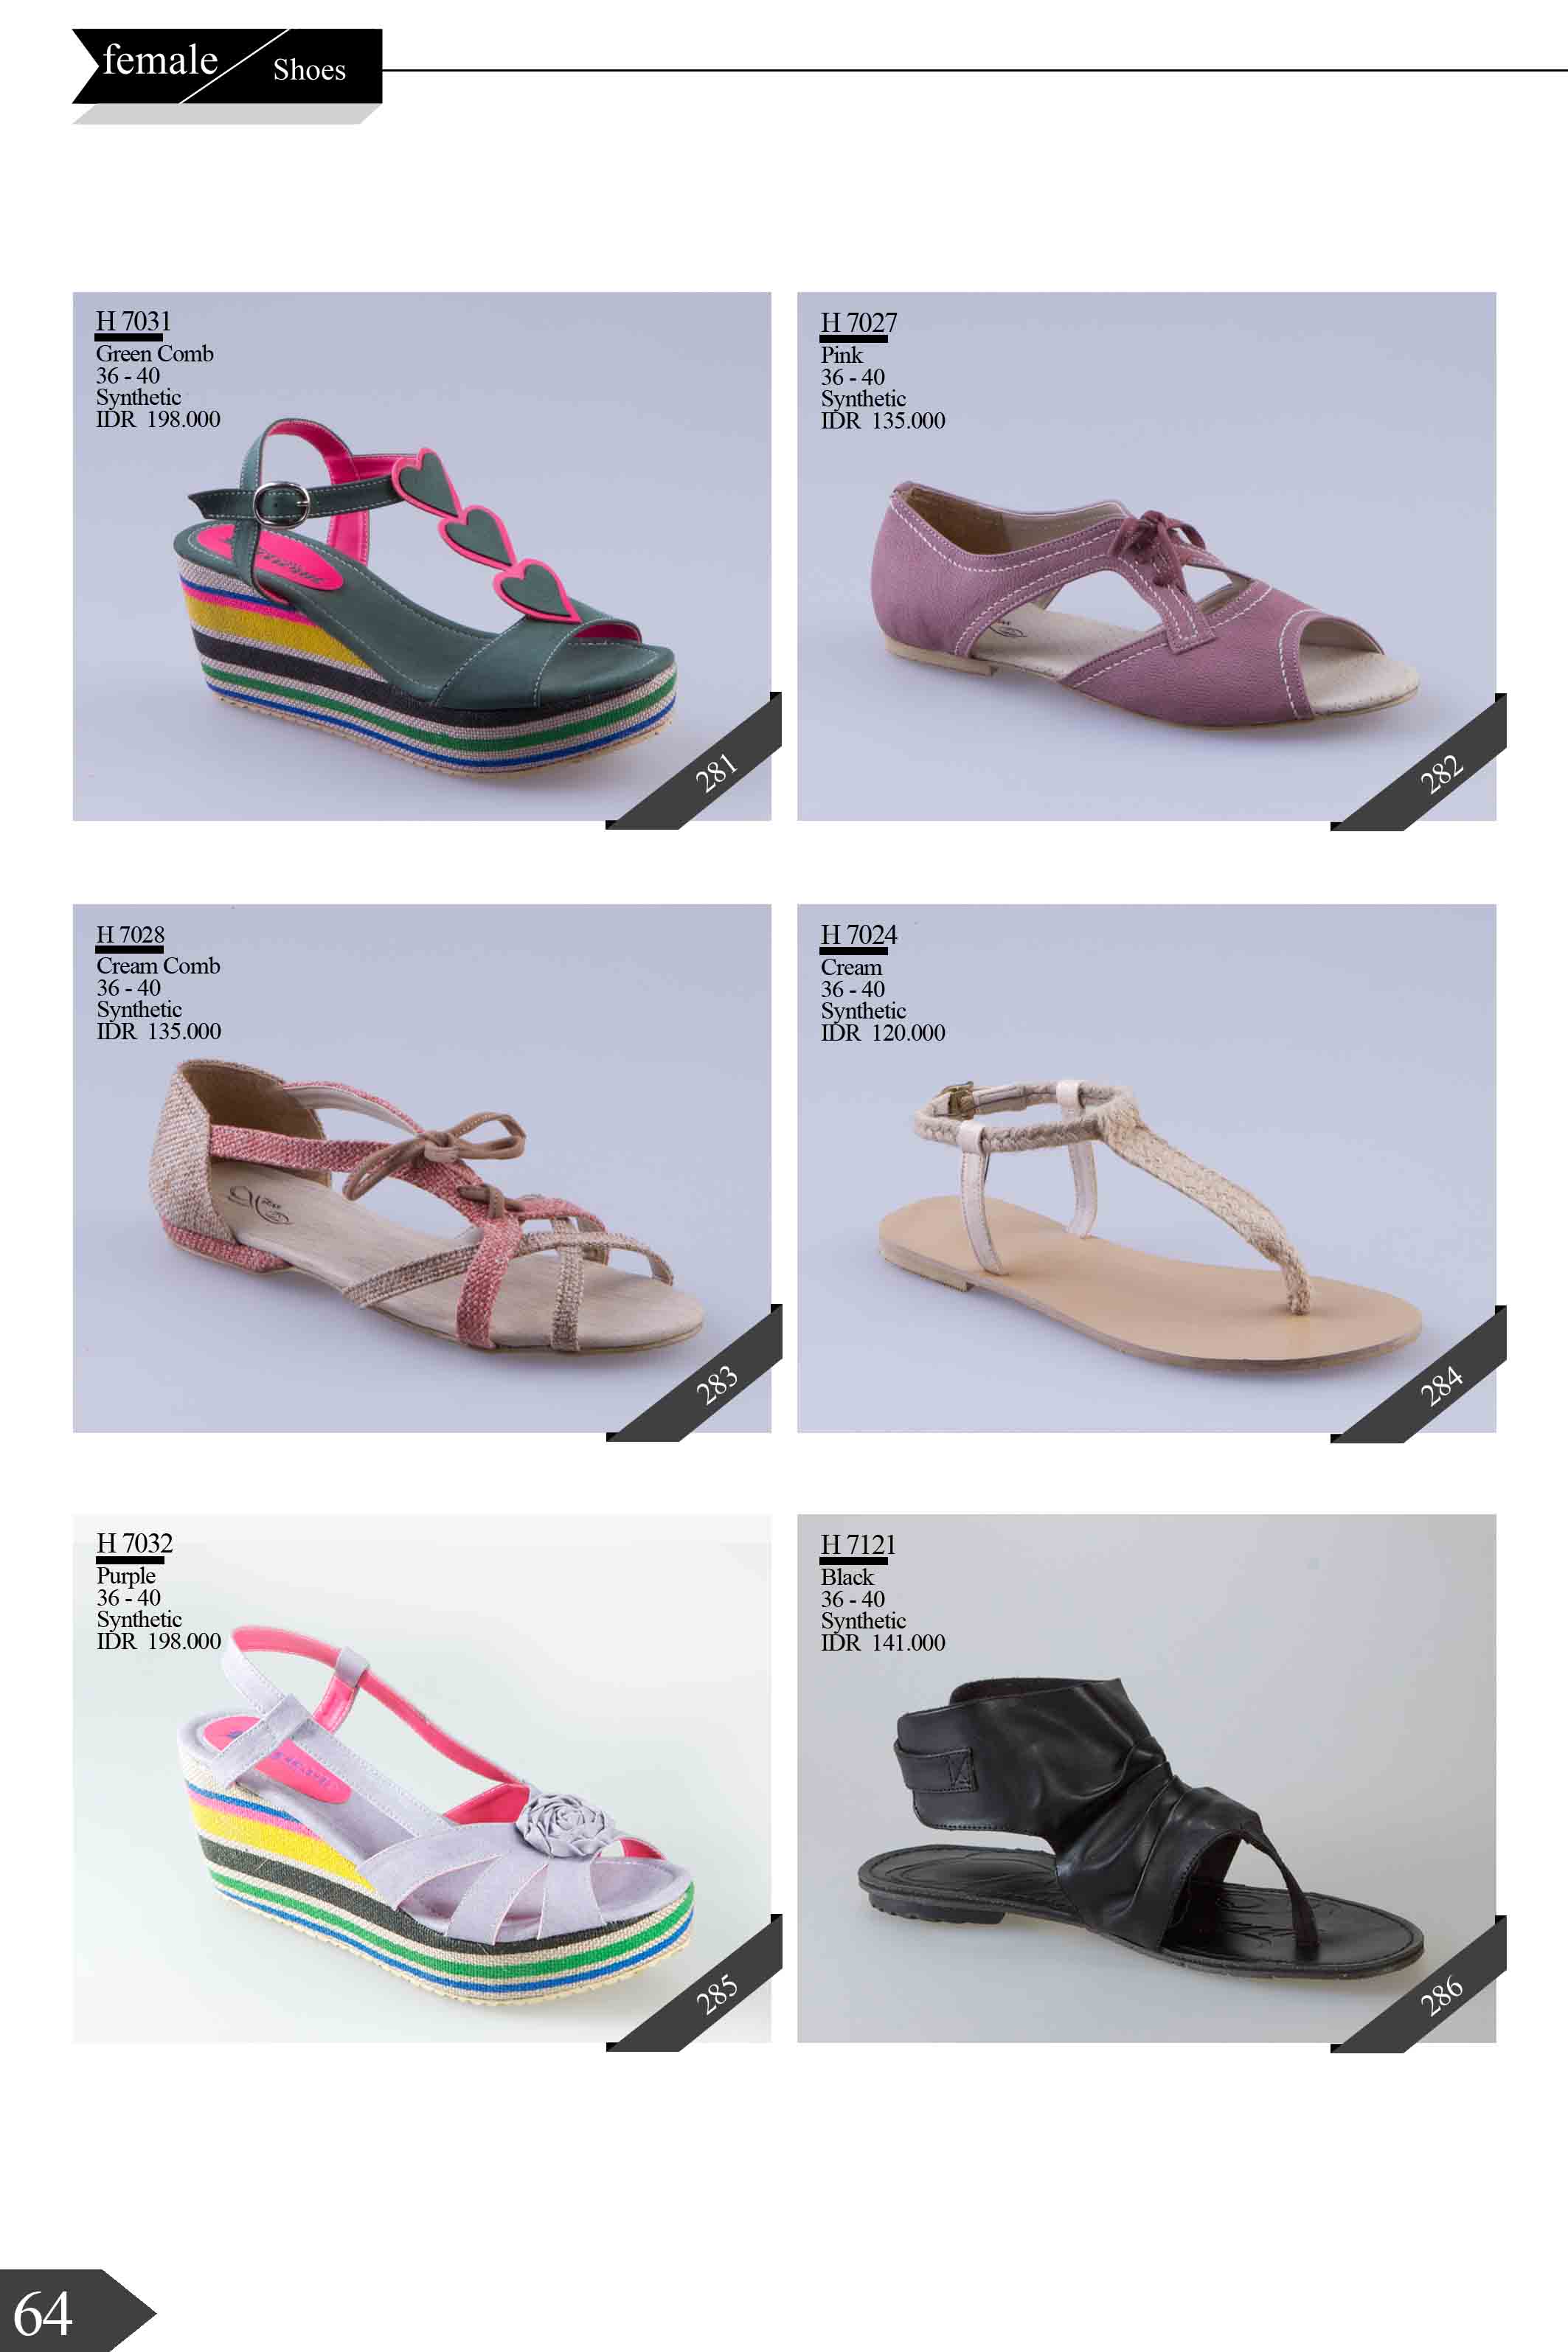 female
Shoes
H 7031
Green Comb
36 - 40
Synthetic
IDR 198.000
281
H 7027
Pink
36 - 40
Synthetic
IDR 135.000
282
H 7028
Cream Comb
36 - 40
Synthetic
IDR 135.000
283
H 7024
Cream
36 - 40
Synthetic
IDR 120.000
284
H 7032
Purple
36 - 40
Synthetic
IDR 198.000
285
H 7121
Black
36 - 40
Synthetic
IDR 141.000
286
64